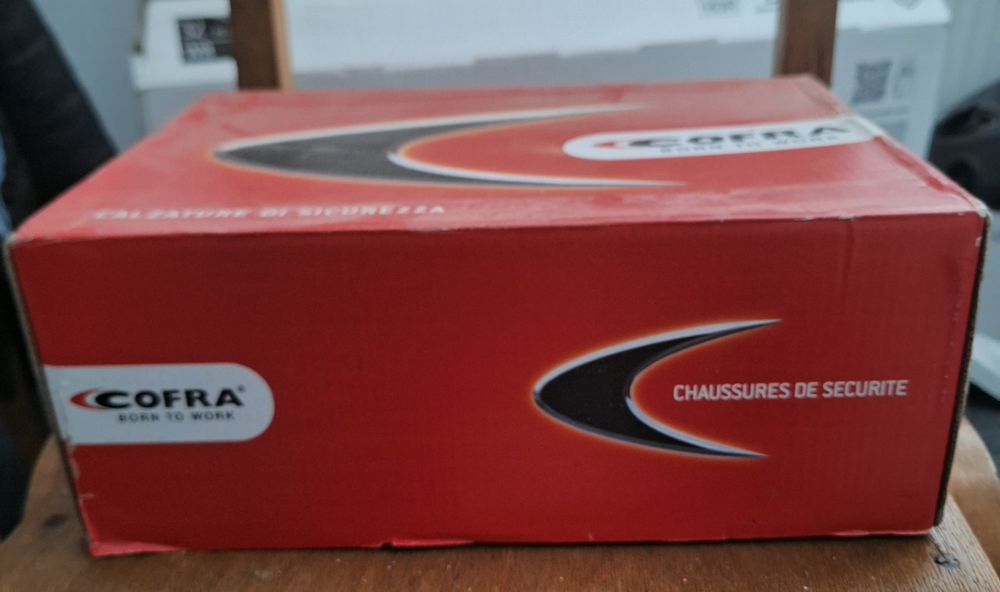 COFRA
BORN TO WORK
CALZATURE DI SICUREZZA
COFRA®
BORN TO WORK
CHAUSSURES DE SECURITE